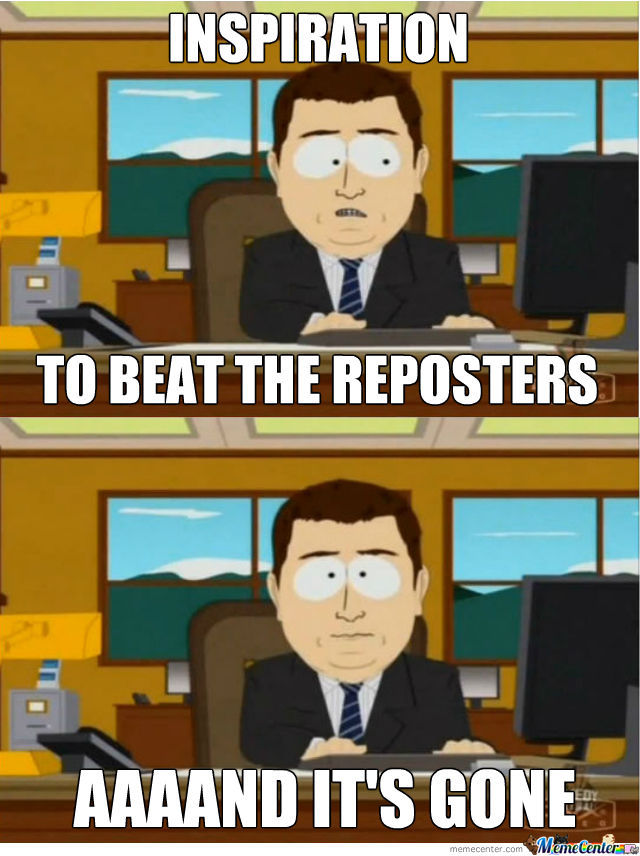 INSPIRATION
TO BEAT THE REPOSTERS
AAAAND IT'S GONE
memecenter.com MemeCenter